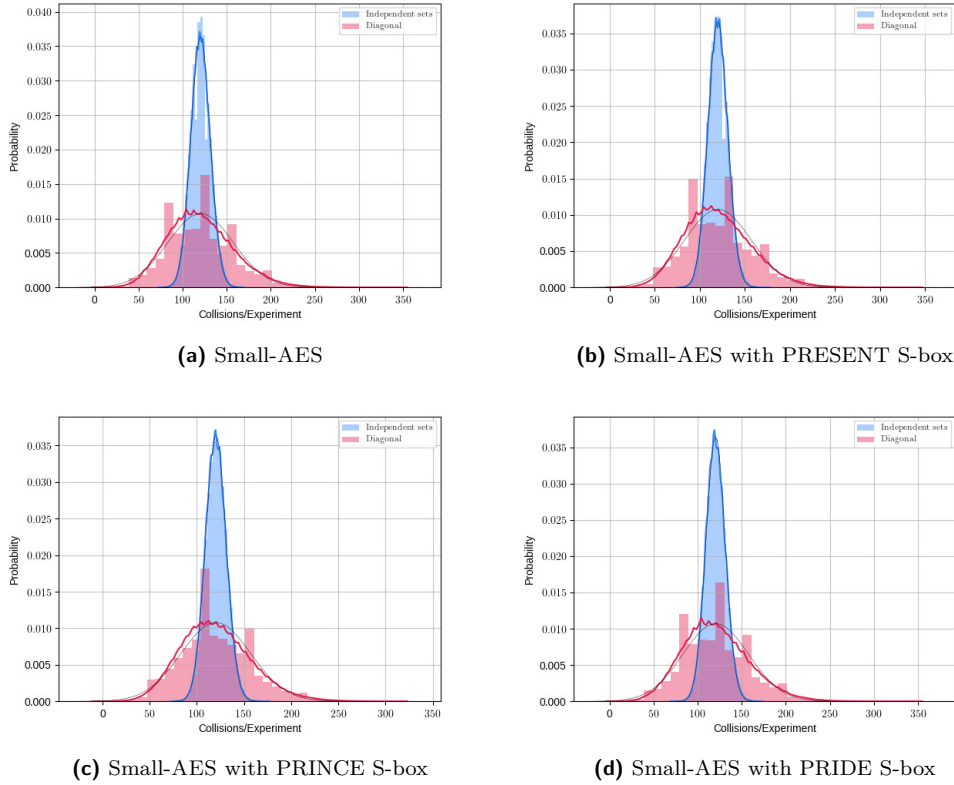 0.040
0.035
0.030
0.025
0.020
0.015
0.010
0.005
0.000
Probability
Independent sets
Diagonal
0 50 100 150 200 250 300 350
Collisions/Experiment
(a) Small-AES
0.035
0.030
0.025
0.020
0.015
0.010
0.005
0.000
Probability
Independent sets
Diagonal
0 50 100 150 200 250 300 350
Collisions/Experiment
(b) Small-AES with PRESENT S-box
0.035
0.030
0.025
0.020
0.015
0.010
0.005
0.000
Probability
Independent sets
Diagonal
0 50 100 150 200 250 300 350
Collisions/Experiment
(c) Small-AES with PRINCE S-box
0.035
0.030
0.025
0.020
0.015
0.010
0.005
0.000
Probability
Independent sets
Diagonal
0 50 100 150 200 250 300 350
Collisions/Experiment
(d) Small-AES with PRIDE S-box